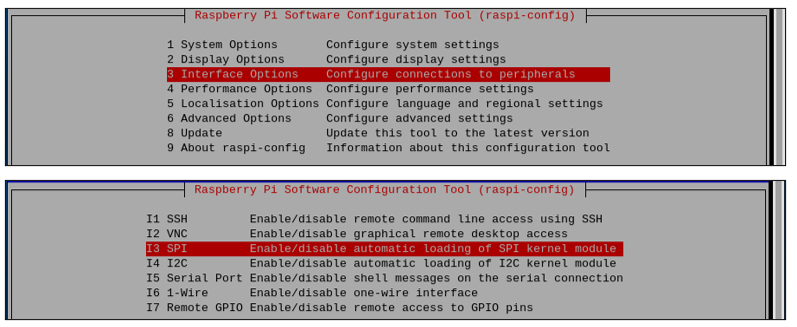 Raspberry Pi Software Configuration Tool (raspi-config)
1 System Options Configure system settings
2 Display Options Configure display settings
3 Interface Options Configure connections to peripherals
4 Performance Options Configure performance settings
5 Localisation Options Configure language and regional settings
6 Advanced Options Configure advanced settings
8 Update Update this tool to the latest version
9 About raspi-config Information about this configuration tool
Raspberry Pi Software Configuration Tool (raspi-config)
I1 SSH Enable/disable remote command line access using SSH
I2 VNC Enable/disable graphical remote desktop access
I3 SPI Enable/disable automatic loading of SPI kernel module
I4 I2C Enable/disable automatic loading of I2C kernel module
I5 Serial Port Enable/disable shell messages on the serial connection
I6 1-Wire Enable/disable one-wire interface
I7 Remote GPIO Enable/disable remote access to GPIO pins